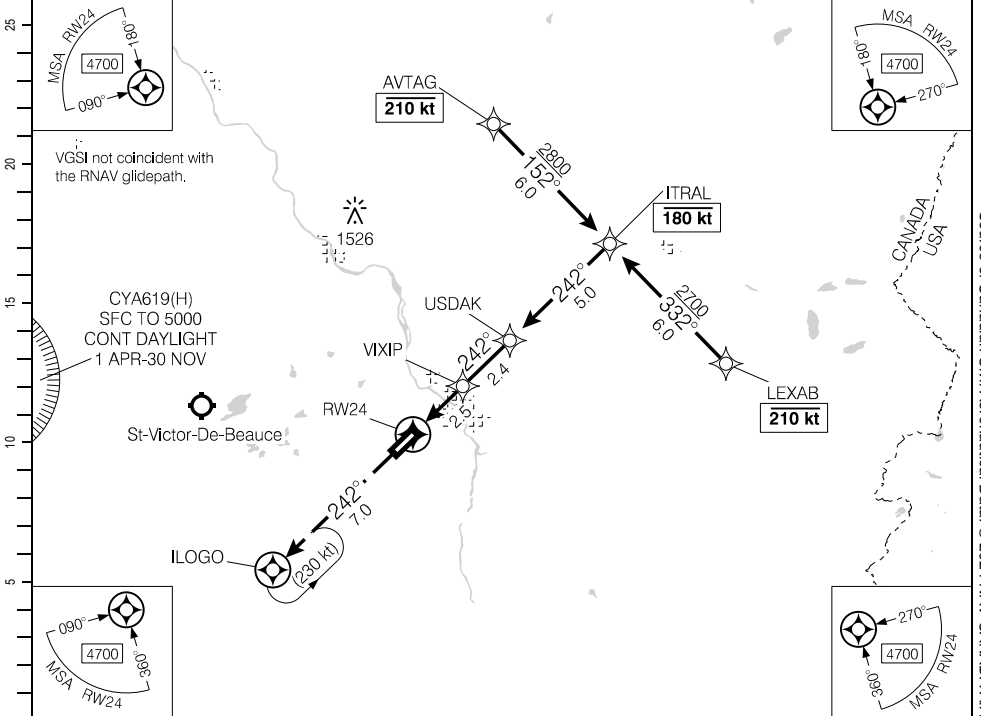 25
20
15
10
5
MSA RW24
4700
180°
090°
MSA RW24
4700
180°
270°
VGSI not coincident with
the RNAV glidepath.
AVTAG
210 kt
2800
152°
6.0
ITRAL
180 kt
1526
CANADA
USA
242°
5.0
2700
332°
6.0
USDAK
CYA619(H)
SFC TO 5000
CONT DAYLIGHT
1 APR-30 NOV
VIXIP
242°
2.4
LEXAB
210 kt
RW24
2.5
St-Victor-De-Beauce
242°
7.0
ILOGO
(230 kt)
090°
4700
360°
MSA RW24
270°
4700
360°
MSA RW24